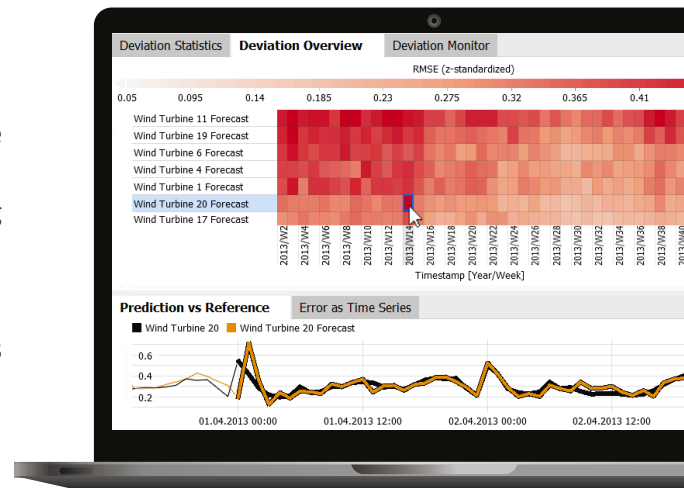 Deviation Statistics Deviation Overview Deviation Monitor
RMSE (z-standardized)
0.05 0.095 0.14 0.185 0.23 0.275 0.32 0.365 0.41
Wind Turbine 11 Forecast
Wind Turbine 19 Forecast
Wind Turbine 6 Forecast
Wind Turbine 4 Forecast
Wind Turbine 1 Forecast
Wind Turbine 20 Forecast
Wind Turbine 17 Forecast
2013/W2 2013/W4 2013/W6 2013/W8 2013/W10 2013/W12 2013/W14 2013/W16 2013/W18 2013/W20 2013/W22 2013/W24 2013/W26 2013/W28 2013/W30 2013/W32 2013/W34 2013/W36 2013/W38 2013/W40
Timestamp [Year/Week]
Prediction vs Reference Error as Time Series
Wind Turbine 20 Wind Turbine 20 Forecast
0.6
0.4
0.2
01.04.2013 00:00 01.04.2013 12:00 02.04.2013 00:00 02.04.2013 12:00